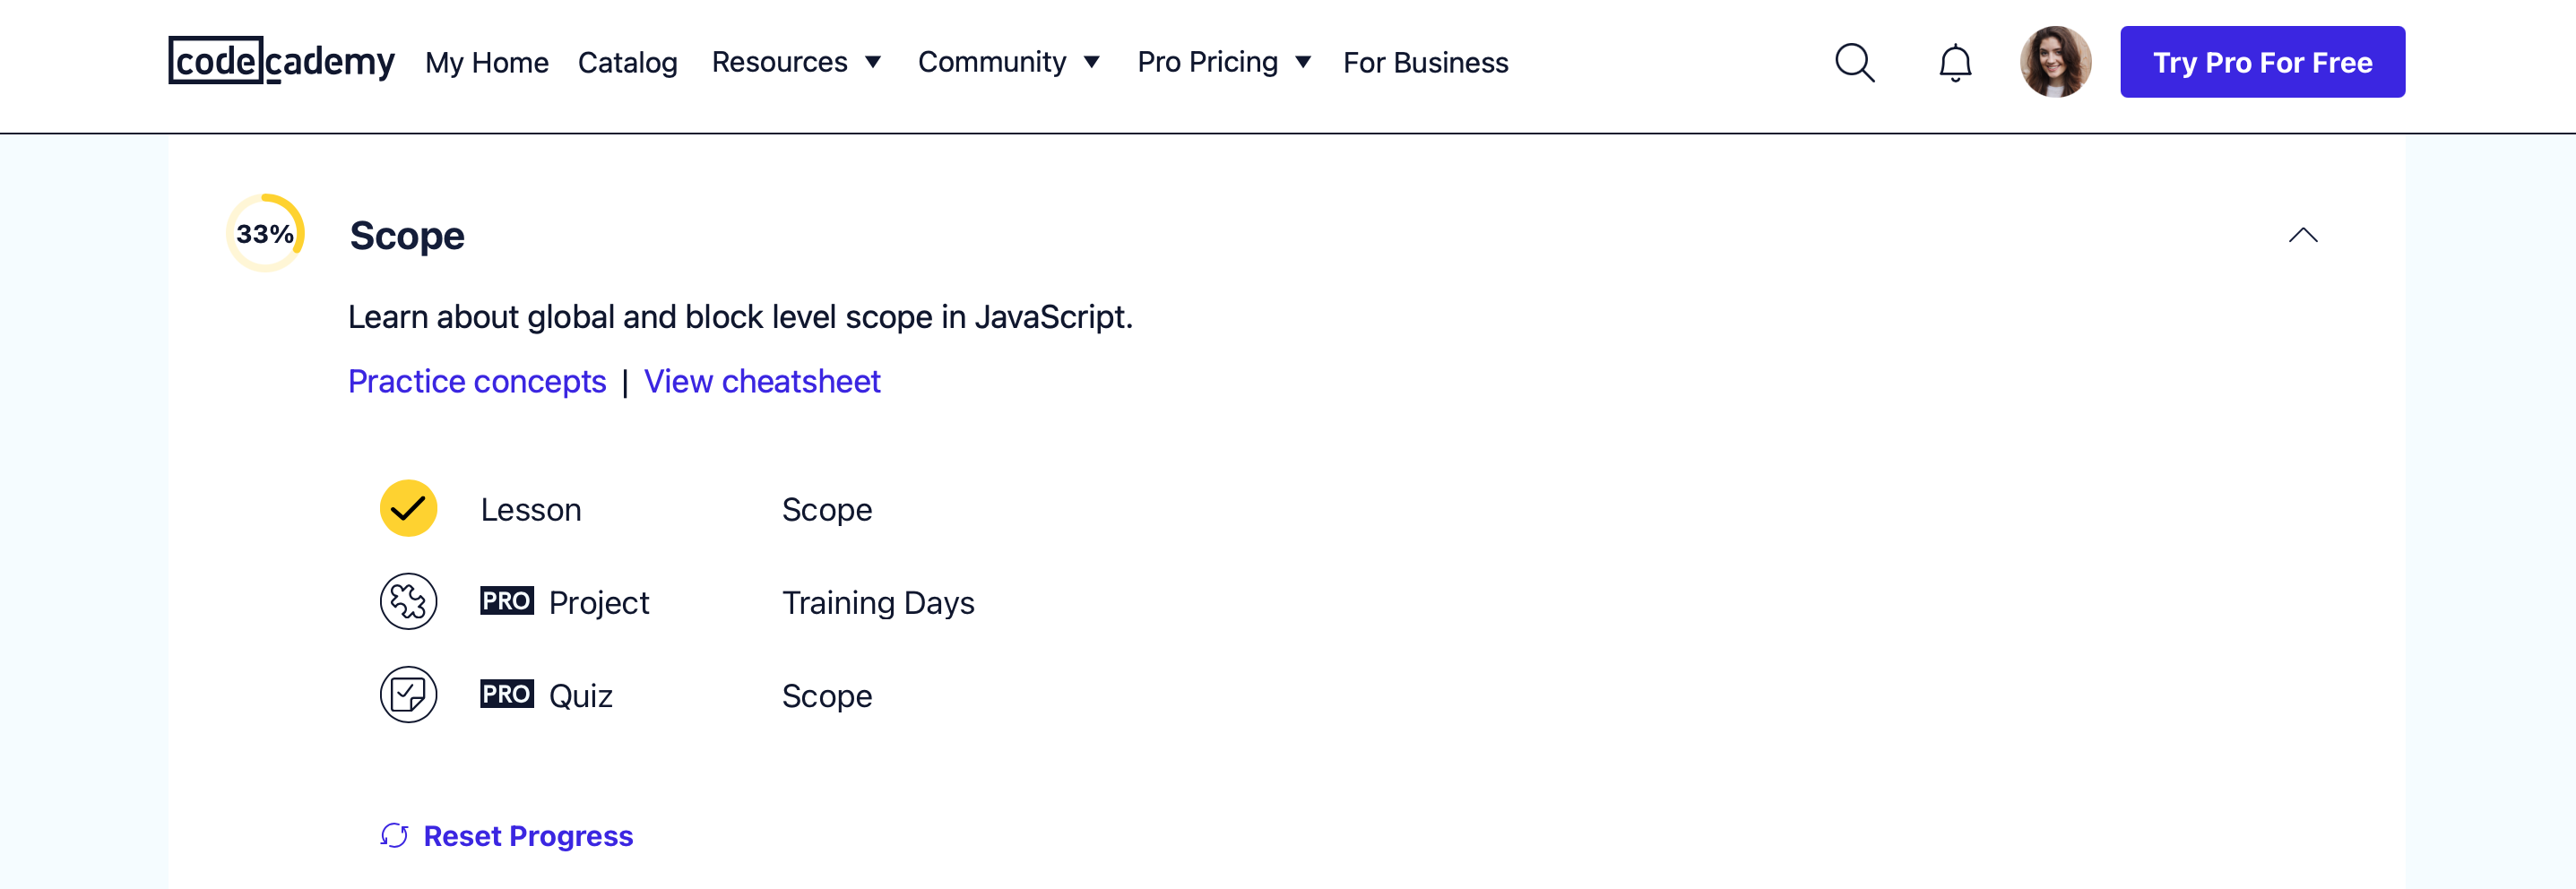 codecademy My Home Catalog Resources Community Pro Pricing For Business Try Pro For Free
33% Scope
Learn about global and block level scope in JavaScript.
Practice concepts | View cheatsheet
Lesson Scope
PRO Project Training Days
PRO Quiz Scope
Reset Progress